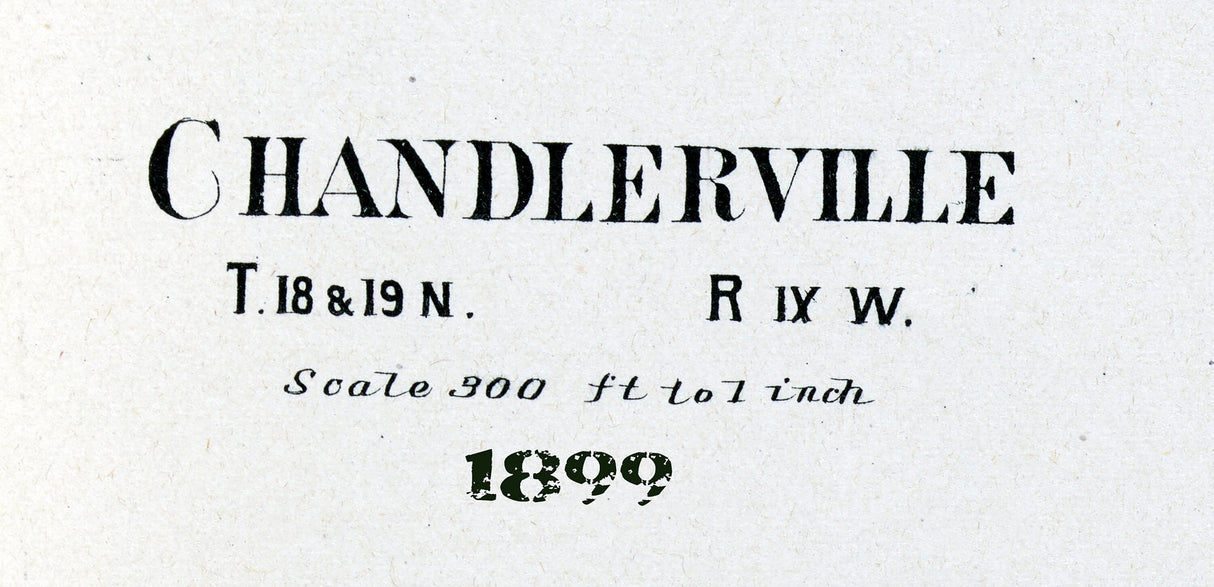 CHANDLERVILLE
T. 18 & 19 N. R IX W.
Scale 300 ft to 1 inch
1899